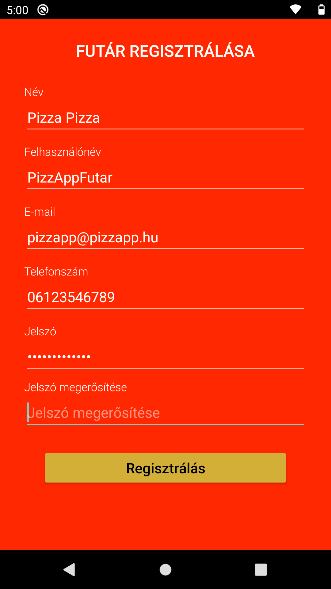 5:00
FUTÁR REGISZTRÁLÁSA
Név
Pizza Pizza
Felhasználónév
PizzAppFutar
E-mail
pizzapp@pizzapp.hu
Telefonszám
06123546789
Jelszó
•••••••••••••
Jelszó megerősítése
Jelszó megerősítése
Regisztrálás